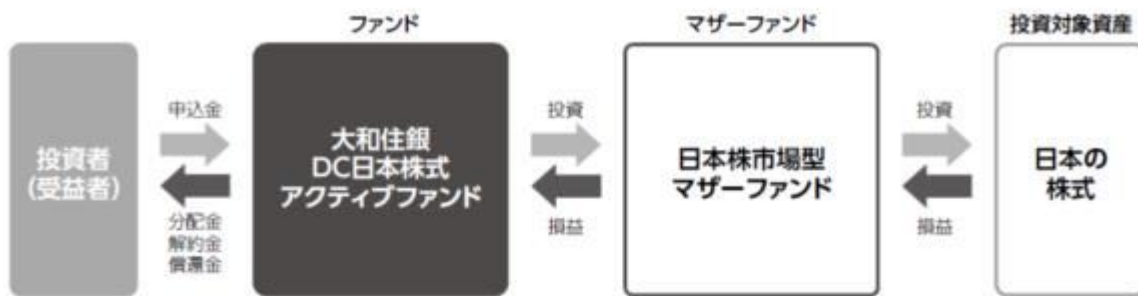 ファンド
マザーファンド
投資対象資産
投資者
(受益者)
申込金
分配金
解約金
償還金
大和住銀
DC日本株式
アクティブファンド
投資
損益
日本株市場型
マザーファンド
投資
損益
日本の
株式